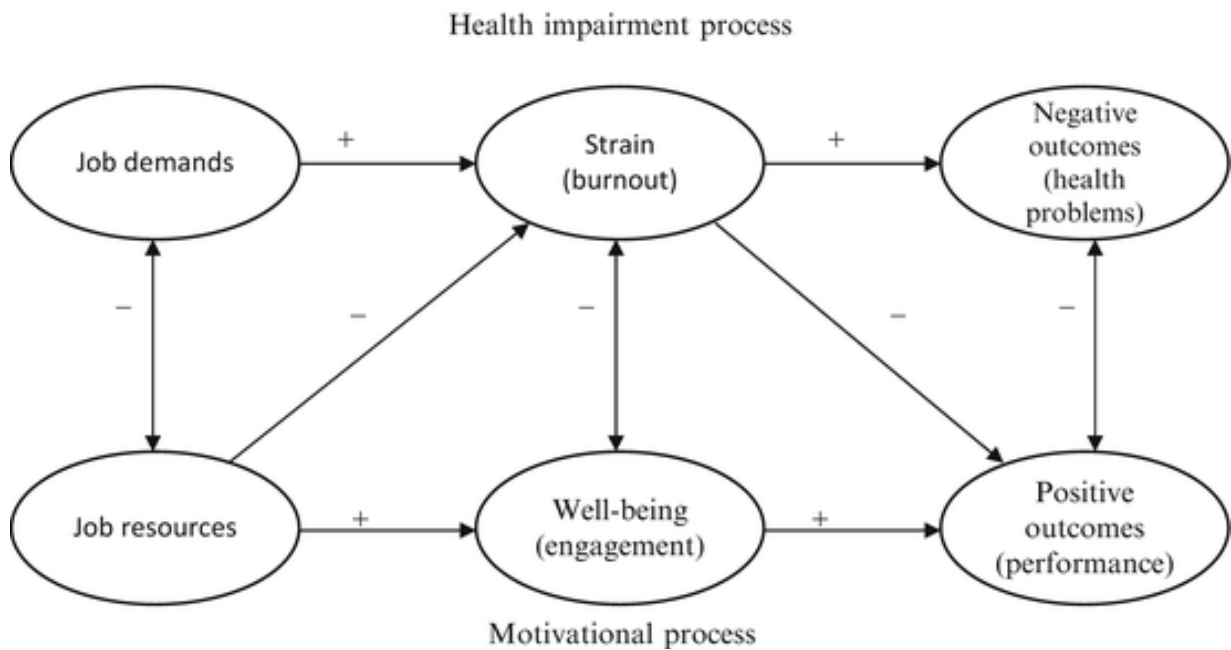 Health impairment process
Job demands
+
Strain
(burnout)
+
Negative
outcomes
(health
problems)
–
–
–
–
–
Job resources
+
Well-being
(engagement)
+
Positive
outcomes
(performance)
Motivational process